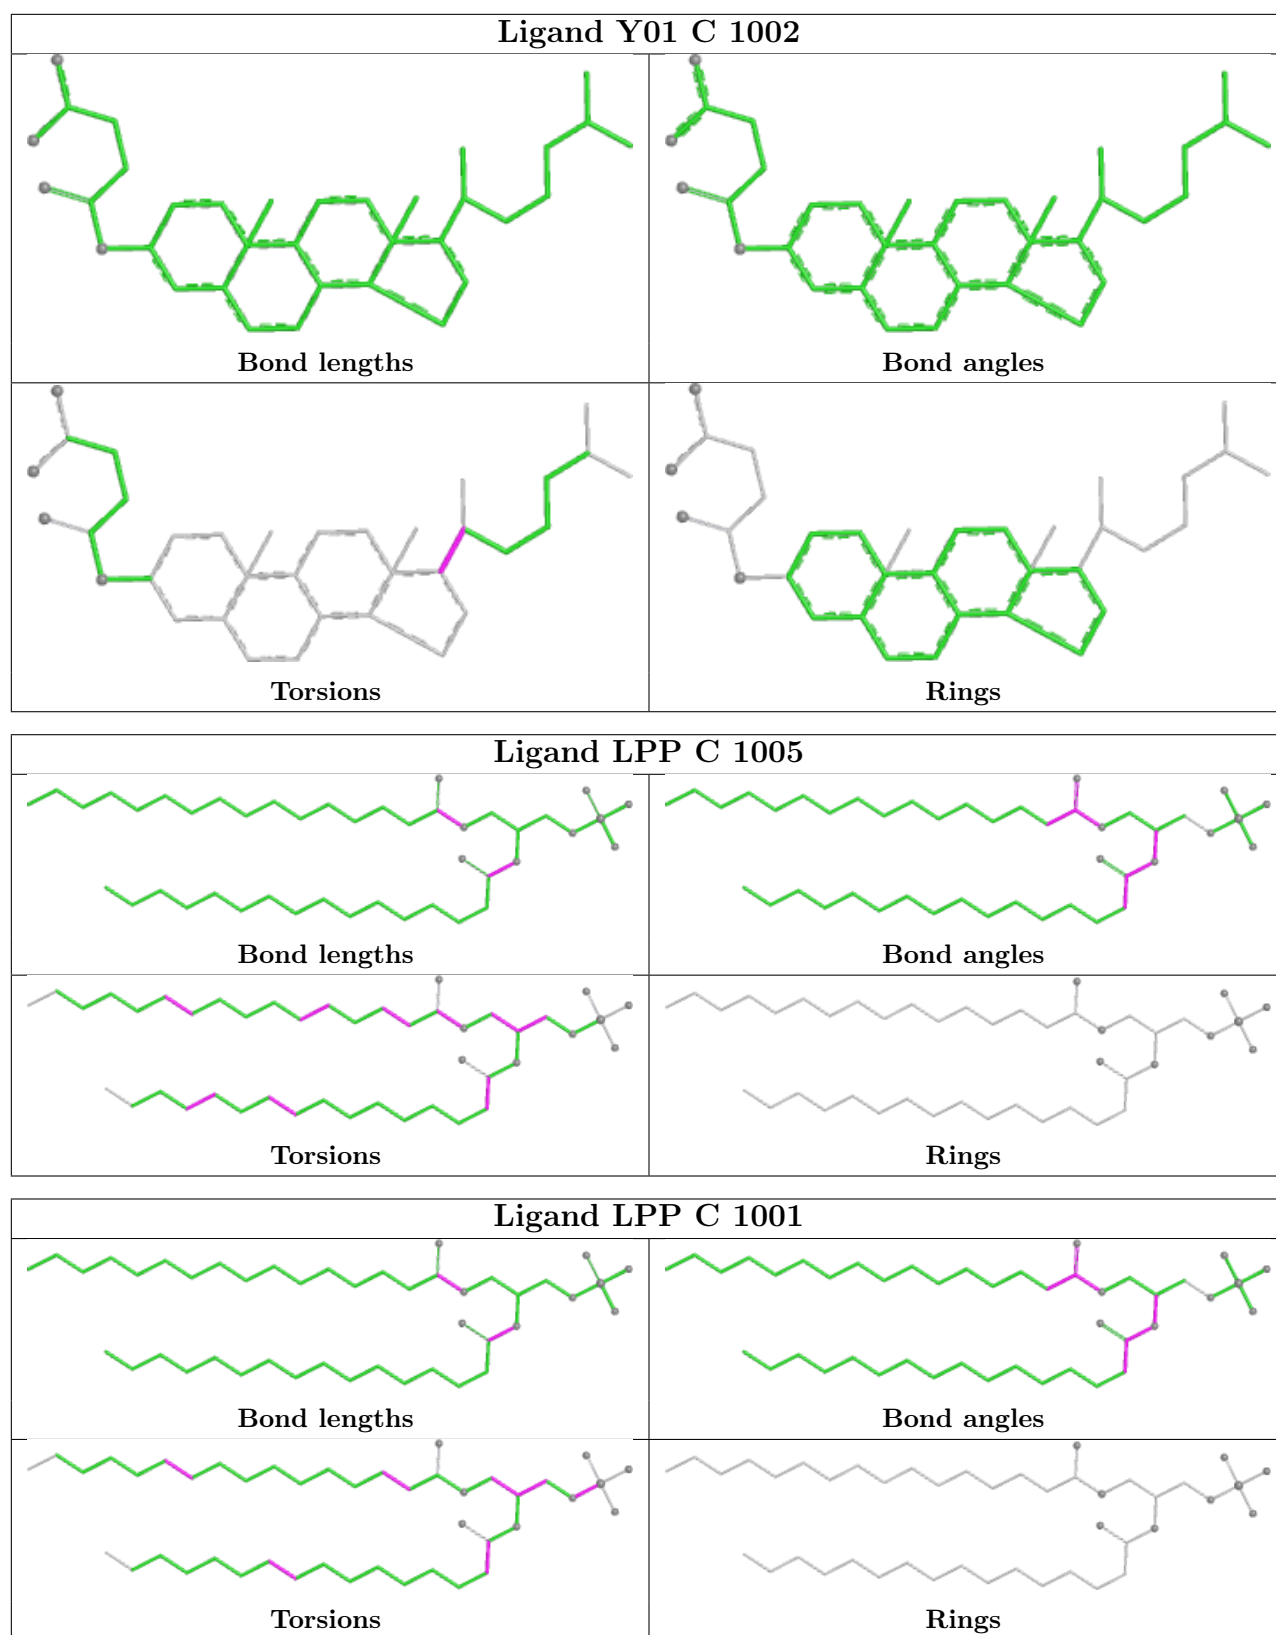 Ligand Y01 C 1002
Bond lengths
Bond angles
Torsions
Rings
Ligand LPP C 1005
Bond lengths
Bond angles
Torsions
Rings
Ligand LPP C 1001
Bond lengths
Bond angles
Torsions
Rings